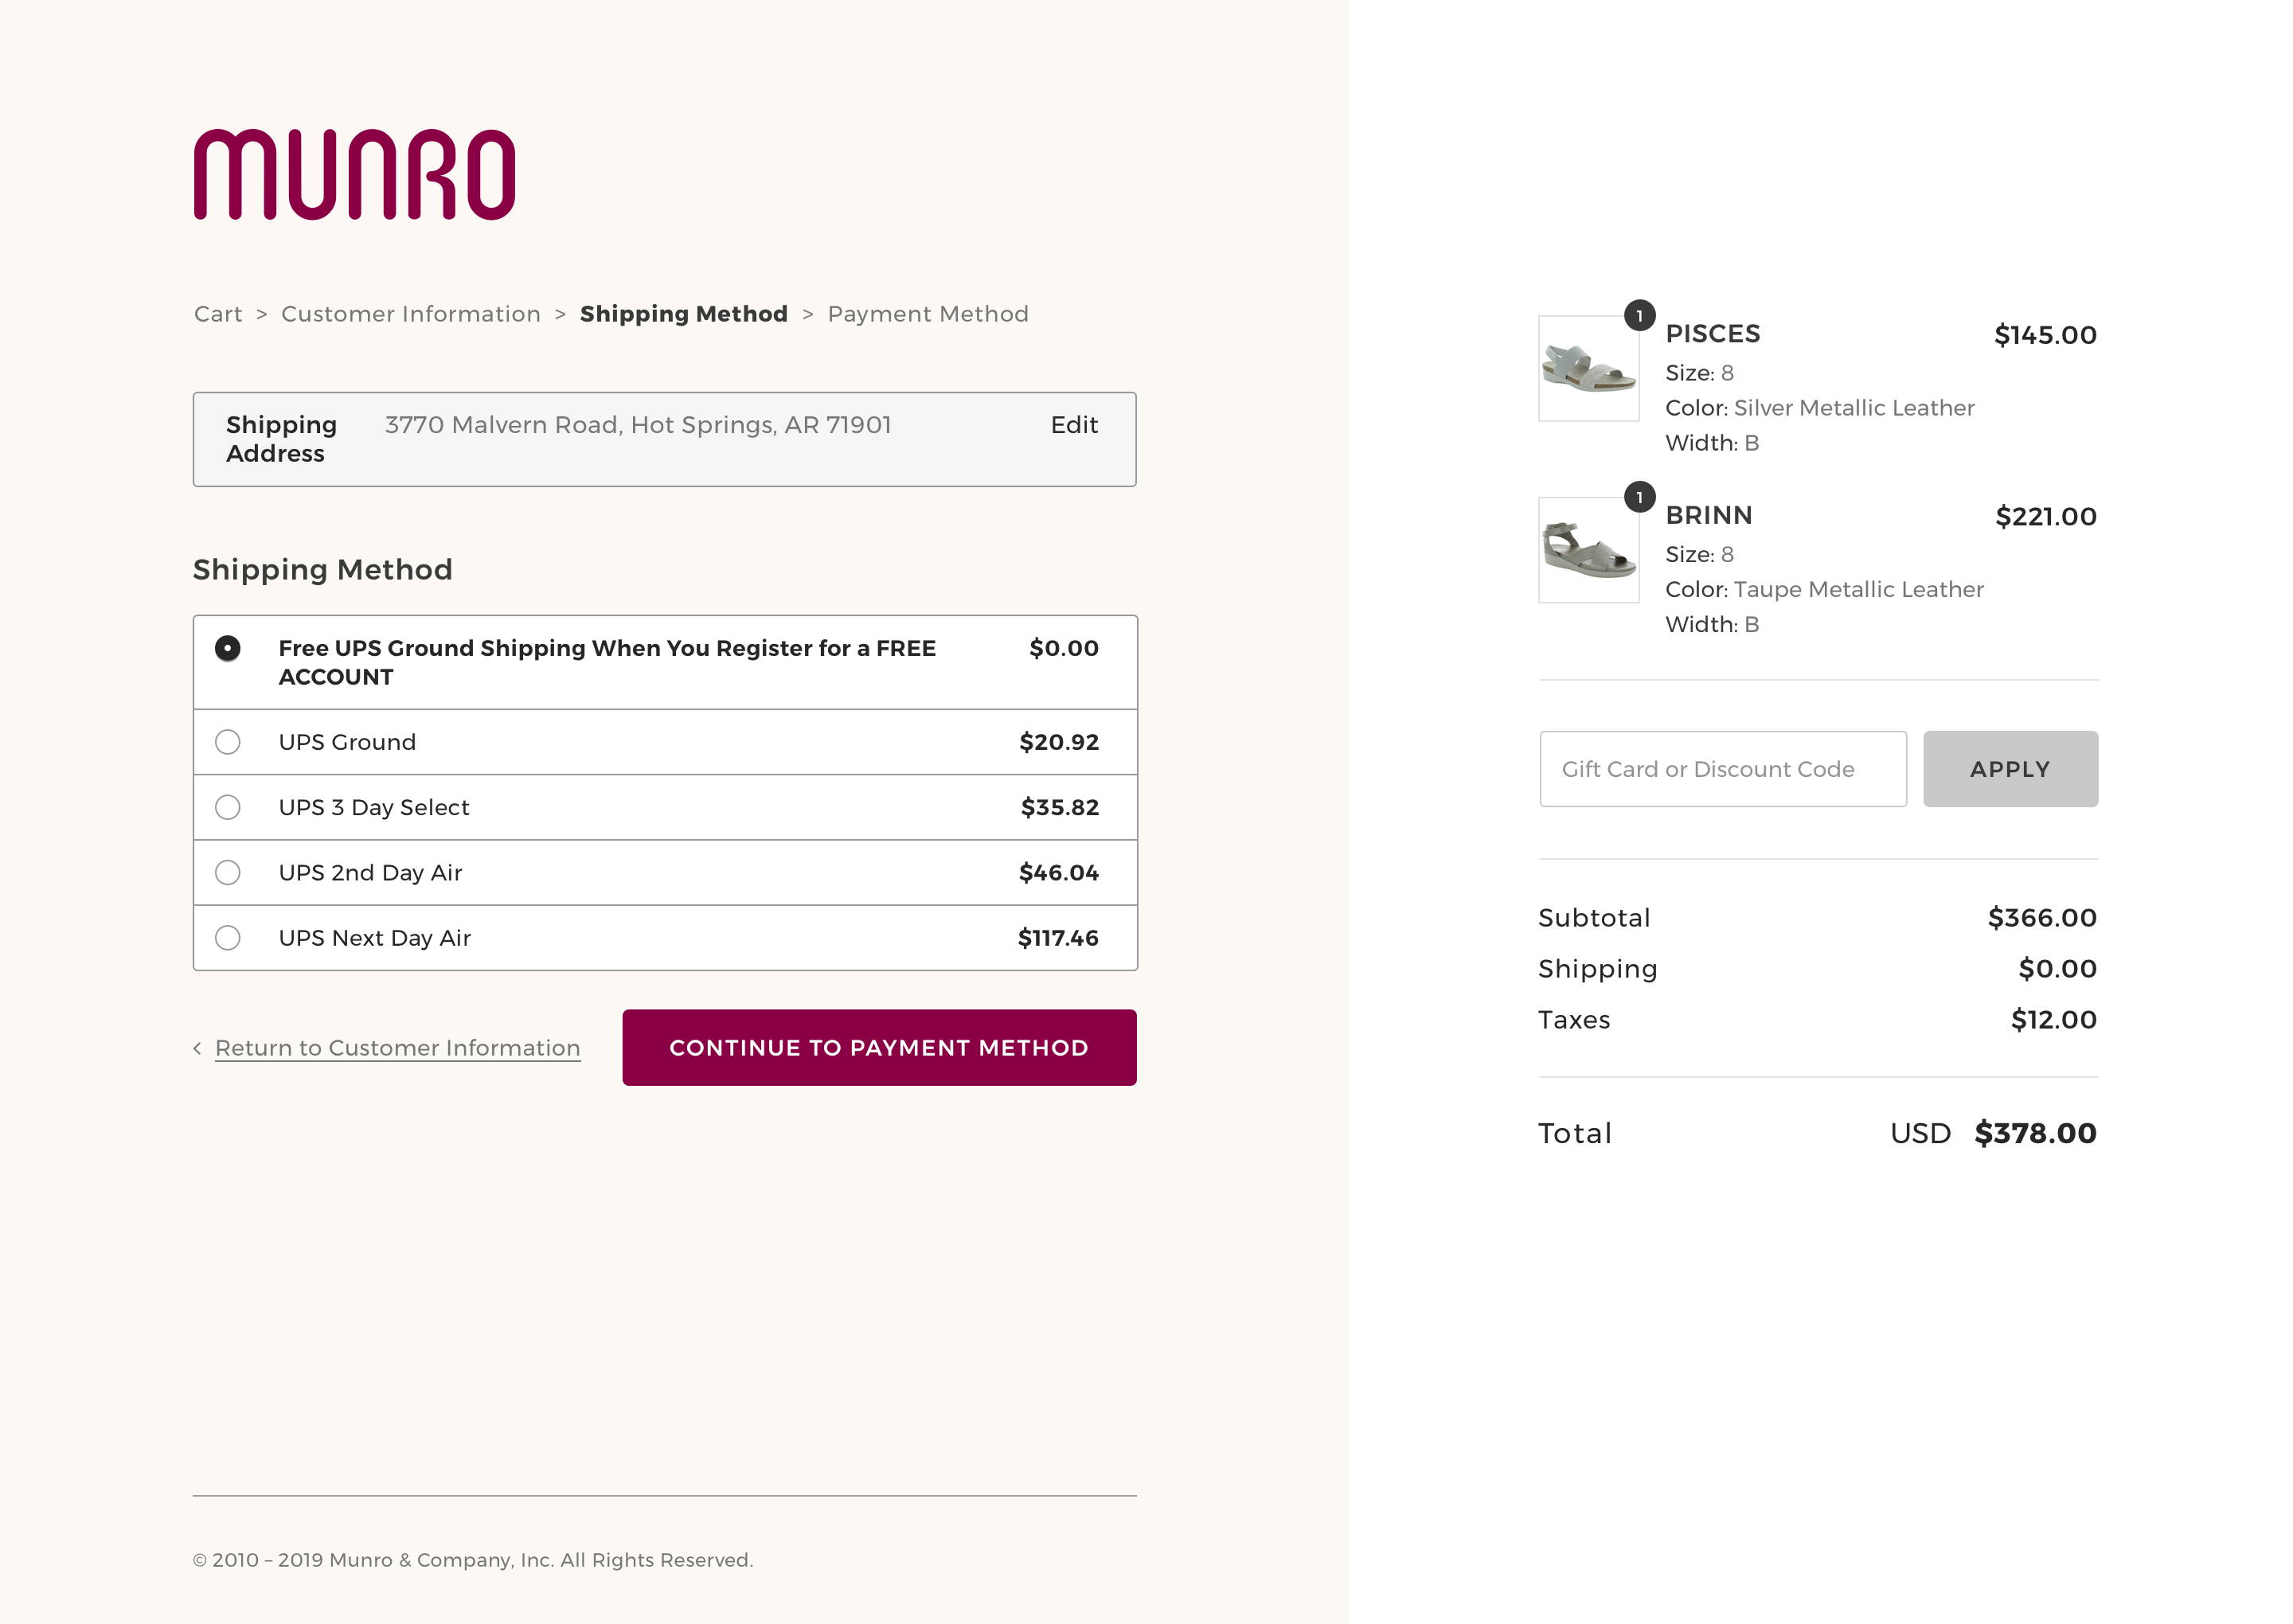 MUNRO
Cart > Customer Information > Shipping Method > Payment Method
Shipping Address
3770 Malvern Road, Hot Springs, AR 71901
Edit
Shipping Method
Free UPS Ground Shipping When You Register for a FREE
ACCOUNT
$0.00
UPS Ground $20.92
UPS 3 Day Select $35.82
UPS 2nd Day Air $46.04
UPS Next Day Air $117.46
< Return to Customer Information
CONTINUE TO PAYMENT METHOD
© 2010 – 2019 Munro & Company, Inc. All Rights Reserved.
1
PISCES $145.00
Size: 8
Color: Silver Metallic Leather
Width: B
1
BRINN $221.00
Size: 8
Color: Taupe Metallic Leather
Width: B
Gift Card or Discount Code
APPLY
Subtotal $366.00
Shipping $0.00
Taxes $12.00
Total USD $378.00